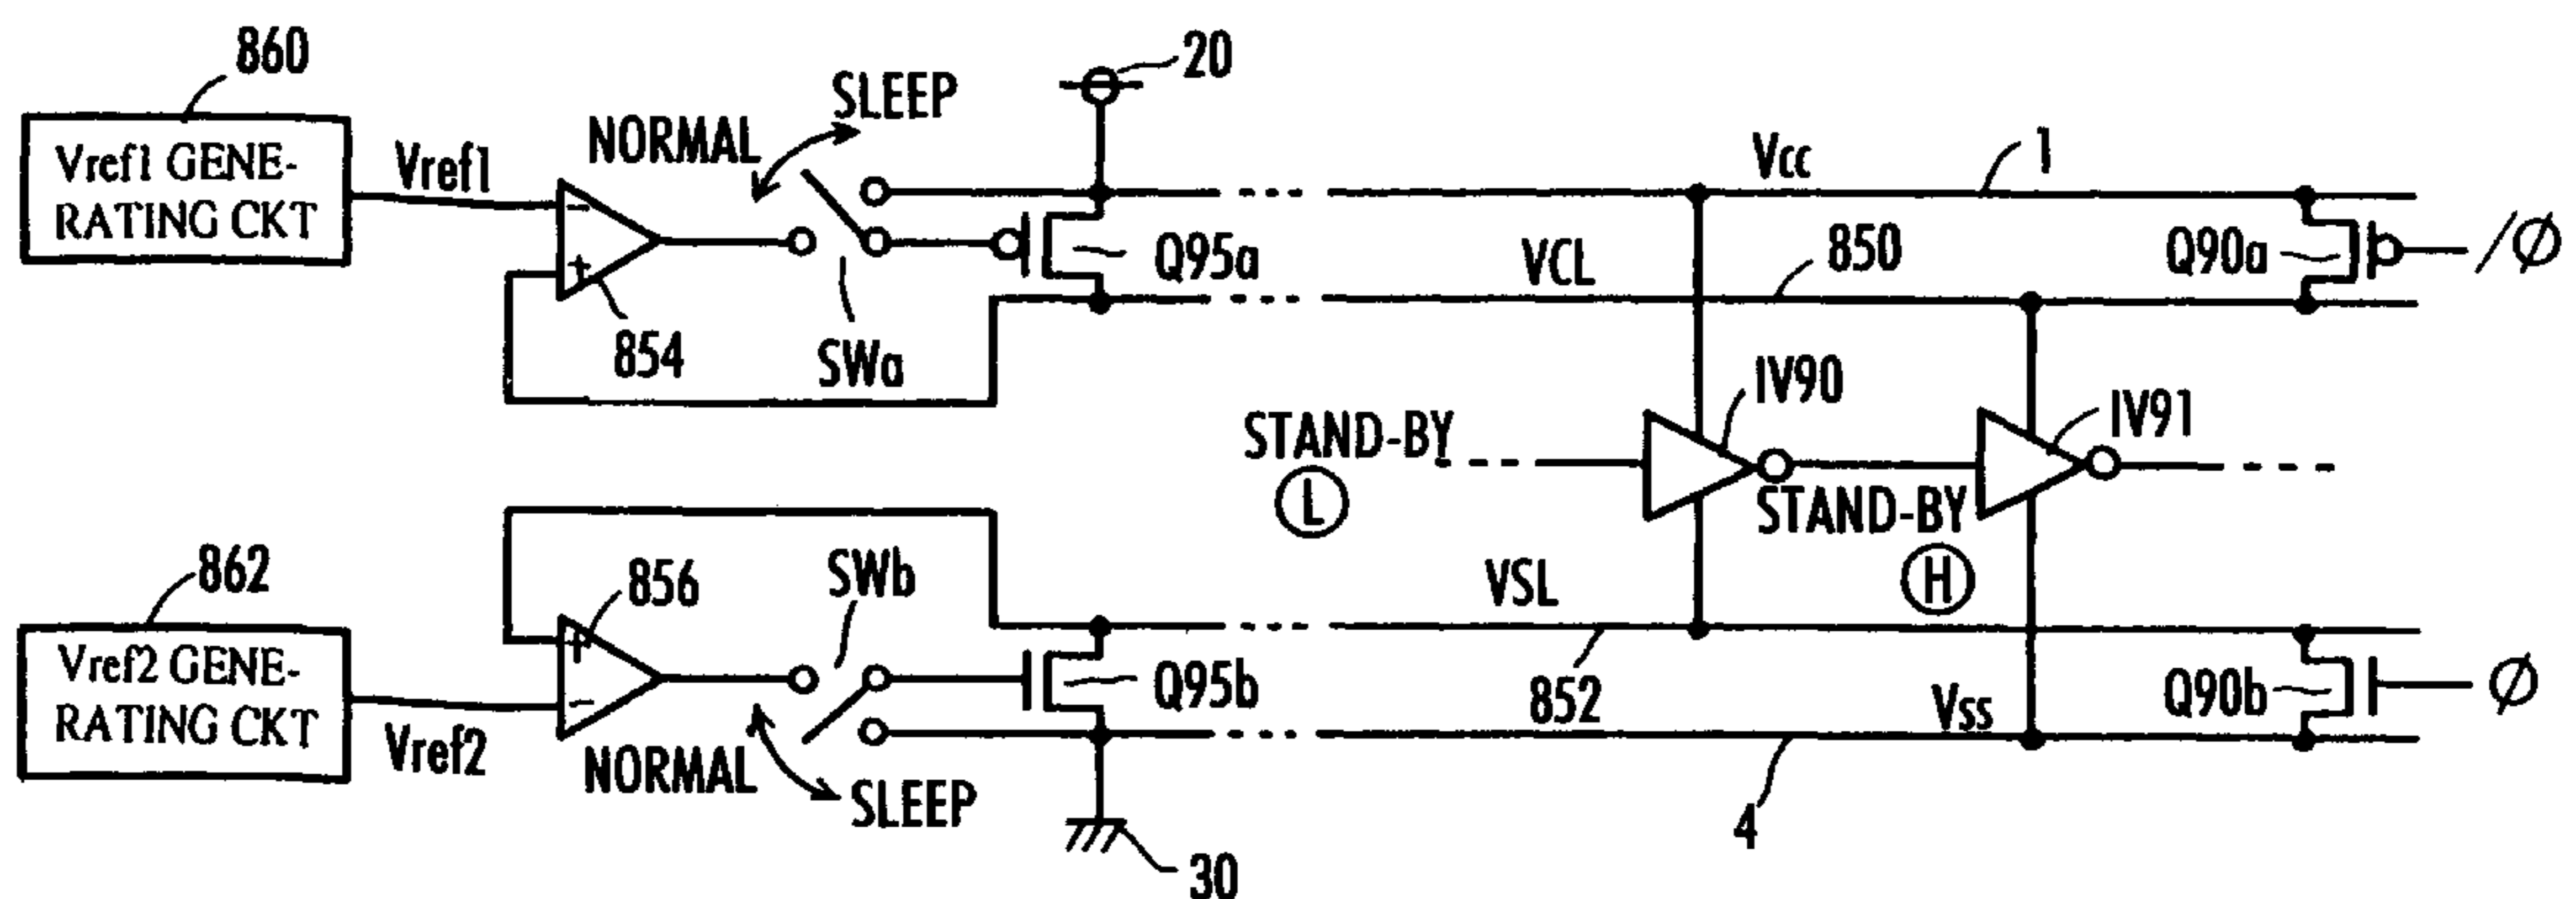 860
Vref1 GENE-
RATING CKT
Vref1
NORMAL
SLEEP
854
SWa
20
Q95a
Vcc
1
VCL
850
Q90a
/Ø
STAND-BY
L
IV90
STAND-BY
H
IV91
862
Vref2 GENE-
RATING CKT
Vref2
856
SWb
NORMAL
SLEEP
Q95b
30
VSL
852
Vss
4
Q90b
Ø